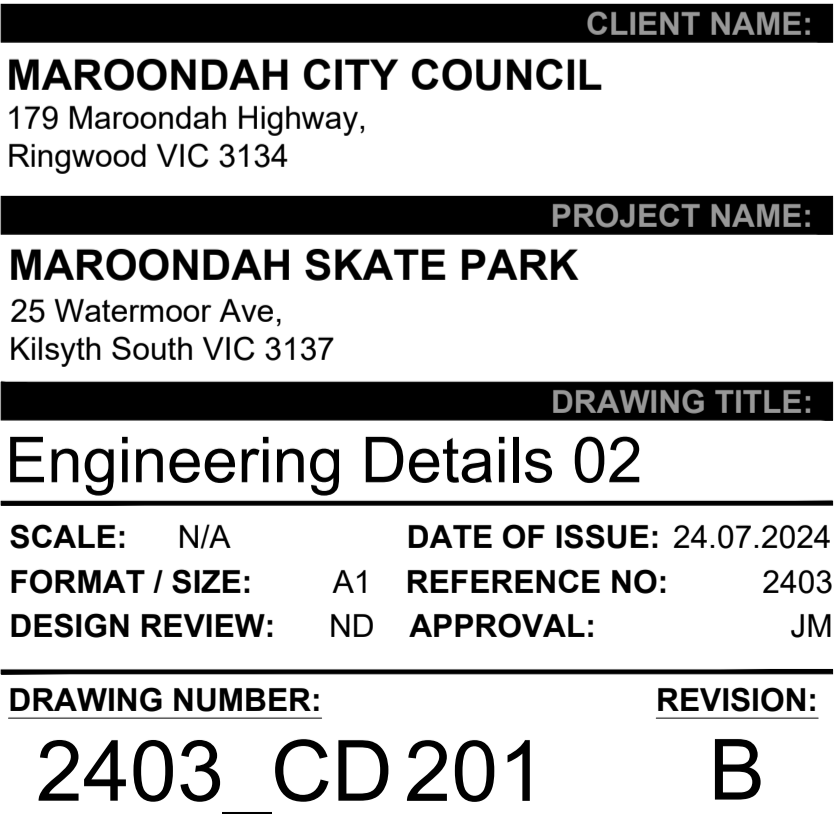 CLIENT NAME:
MAROONDAH CITY COUNCIL
179 Maroondah Highway,
Ringwood VIC 3134
PROJECT NAME:
MAROONDAH SKATE PARK
25 Watermoor Ave,
Kilsyth South VIC 3137
DRAWING TITLE:
Engineering Details 02
SCALE: N/A DATE OF ISSUE: 24.07.2024
FORMAT / SIZE: A1 REFERENCE NO: 2403
DESIGN REVIEW: ND APPROVAL: JM
DRAWING NUMBER: REVISION:
2403_CD 201 B